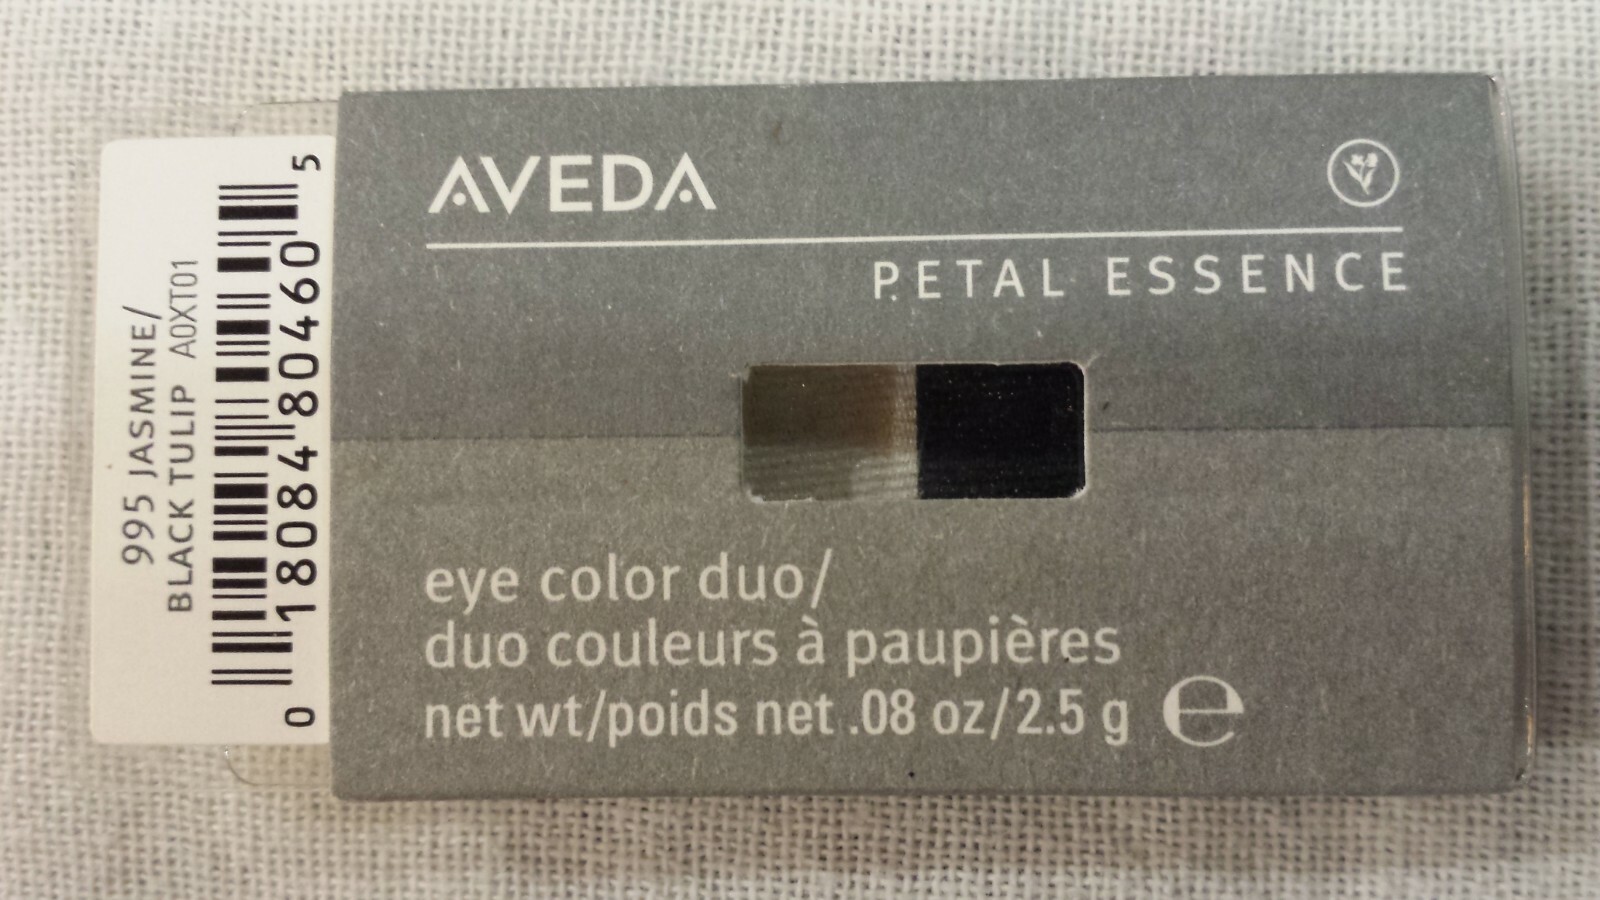 AVEDA
PETAL ESSENCE
eye color duo/
duo couleurs à paupières
net wt/poids net .08 oz/2.5 g ℮
995 JASMINE/
BLACK TULIP A0XT01
0 18084 80460 5